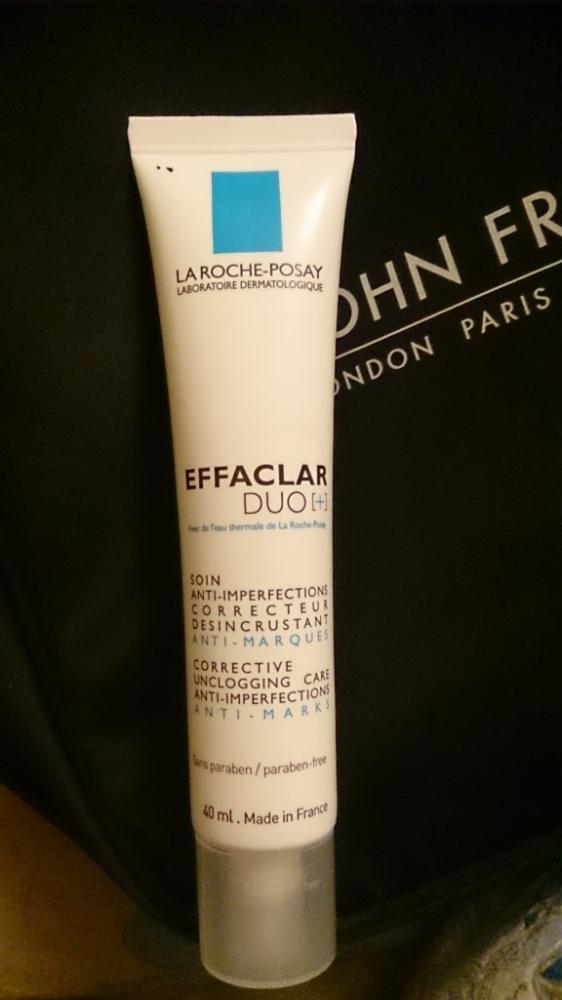 LA ROCHE-POSAY
LABORATOIRE DERMATOLOGIQUE
EFFACLAR
DUO[+]
Avec de l'eau thermale de La Roche-Posay
SOIN
ANTI-IMPERFECTIONS
CORRECTEUR
DESINCRUSTANT
ANTI-MARQUES
CORRECTIVE
UNCLOGGING CARE
ANTI-IMPERFECTIONS
ANTI-MARKS
Sans paraben / paraben-free
40 ml . Made in France
OHN FR
ONDON PARIS